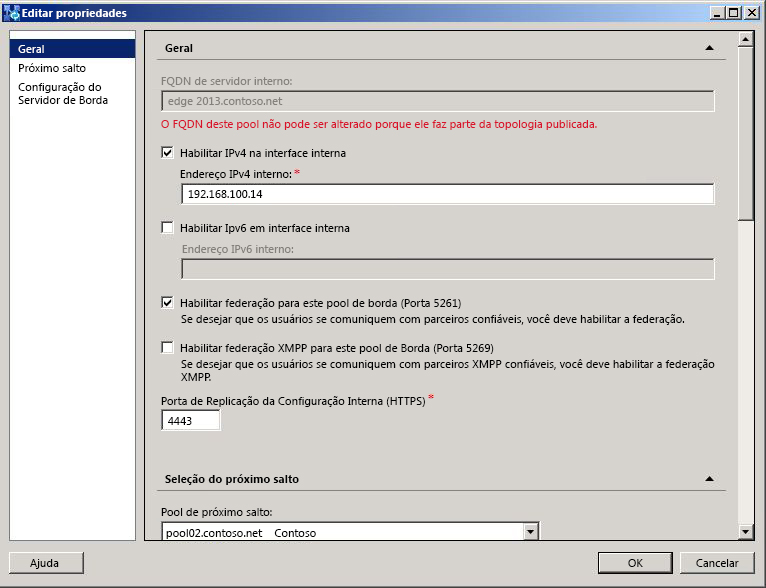 Editar propriedades
Geral
Próximo salto
Configuração do
Servidor de Borda
Geral
FQDN de servidor interno:
edge 2013.contoso.net
O FQDN deste pool não pode ser alterado porque ele faz parte da topologia publicada.
Habilitar IPv4 na interface interna
Endereço IPv4 interno: *
192.168.100.14
Habilitar Ipv6 em interface interna
Endereço IPv6 interno:
Habilitar federação para este pool de borda (Porta 5261)
Se desejar que os usuários se comuniquem com parceiros confiáveis, você deve habilitar a federação.
Habilitar federação XMPP para este pool de Borda (Porta 5269)
Se desejar que os usuários se comuniquem com parceiros XMPP confiáveis, você deve habilitar a federação
XMPP.
Porta de Replicação da Configuração Interna (HTTPS) *
4443
Seleção do próximo salto
Pool de próximo salto:
pool02.contoso.net Contoso
Ajuda
OK
Cancelar